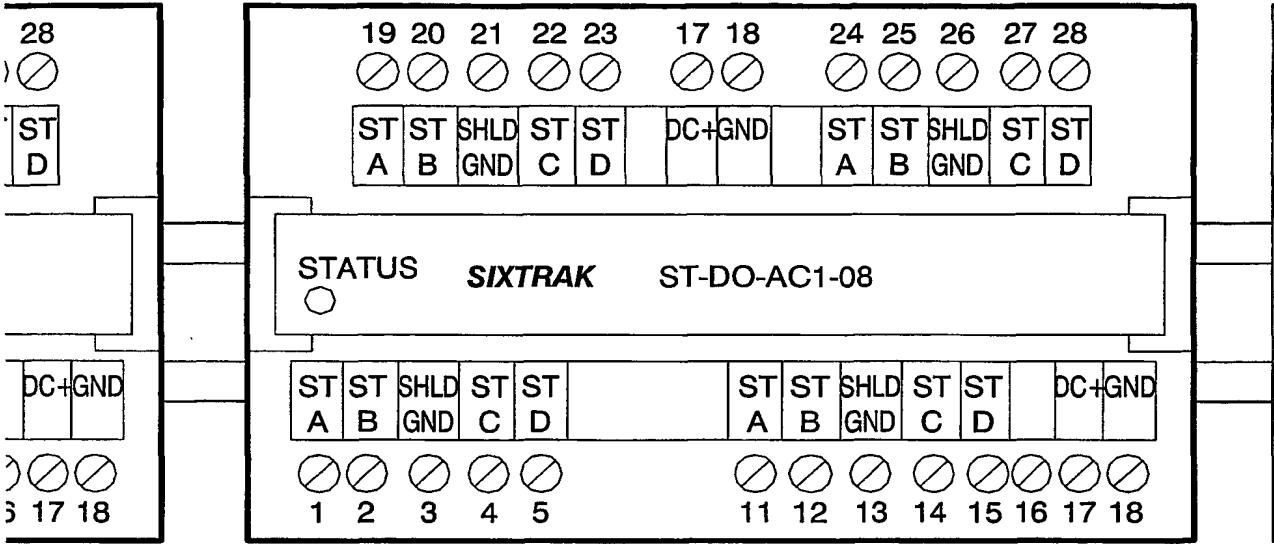 28
19 20 21 22 23 17 18 24 25 26 27 28
ST ST ST SHLD ST ST DC+ GND ST ST SHLD ST ST
D A B GND C D A B GND C D
STATUS SIXTRAK ST-DO-AC1-08
DC+ GND ST ST SHLD ST ST ST ST SHLD ST ST DC+ GND
A B GND C D A B GND C D
17 18 1 2 3 4 5 11 12 13 14 15 16 17 18